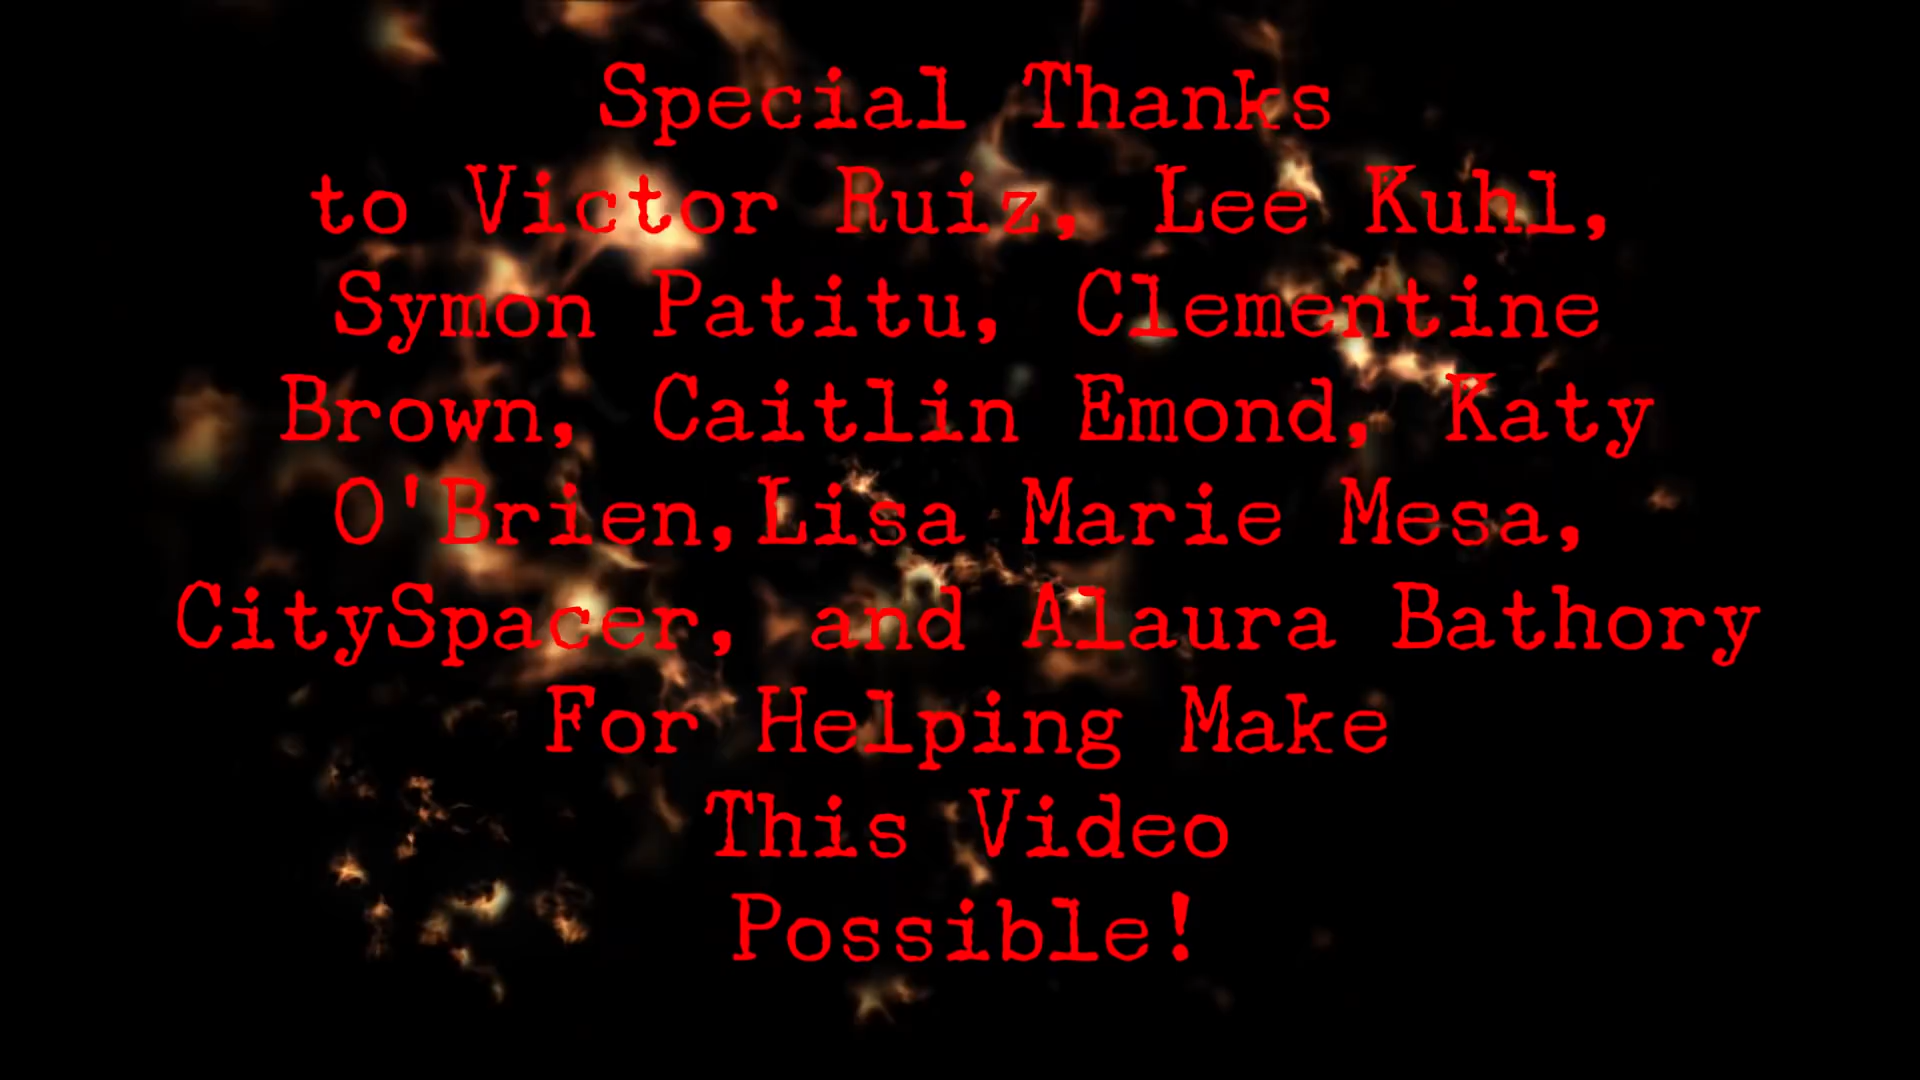 Special Thanks
to Victor Ruiz, Lee Kuhl,
Symon Patitu, Clementine
Brown, Caitlin Emond, Katy
O'Brien,Lisa Marie Mesa,
CitySpacer, and Alaura Bathory
For Helping Make
This Video
Possible!